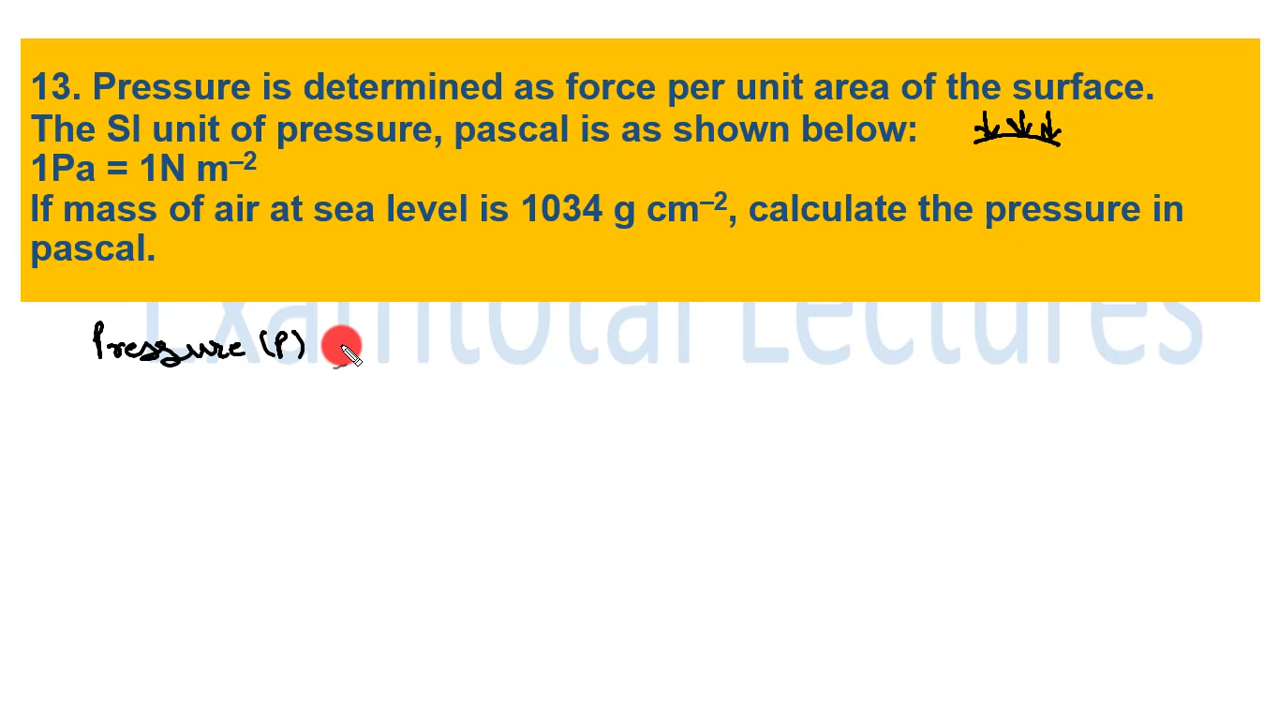 13. Pressure is determined as force per unit area of the surface.
The SI unit of pressure, pascal is as shown below:
1Pa = 1N m⁻²
If mass of air at sea level is 1034 g cm⁻², calculate the pressure in
pascal.
Examtotal Lectures
Pressure (P)